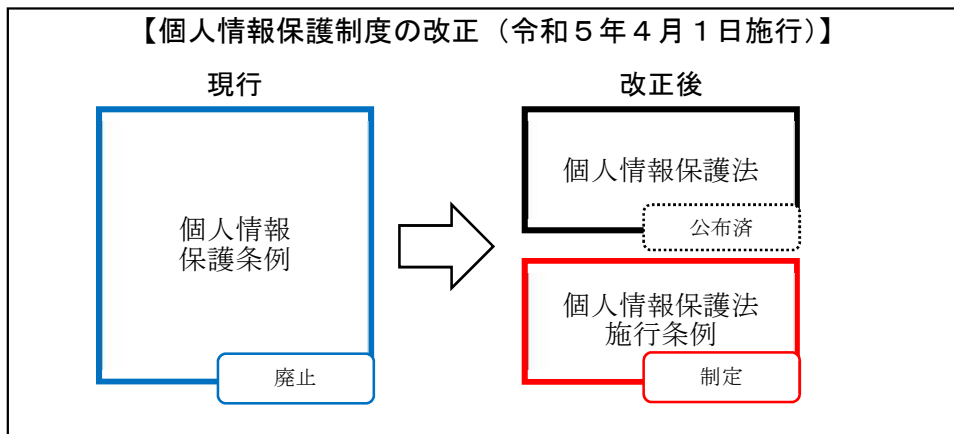 【個人情報保護制度の改正（令和５年４月１日施行）】
現行
個人情報
保護条例
廃止
改正後
個人情報保護法
公布済
個人情報保護法
施行条例
制定